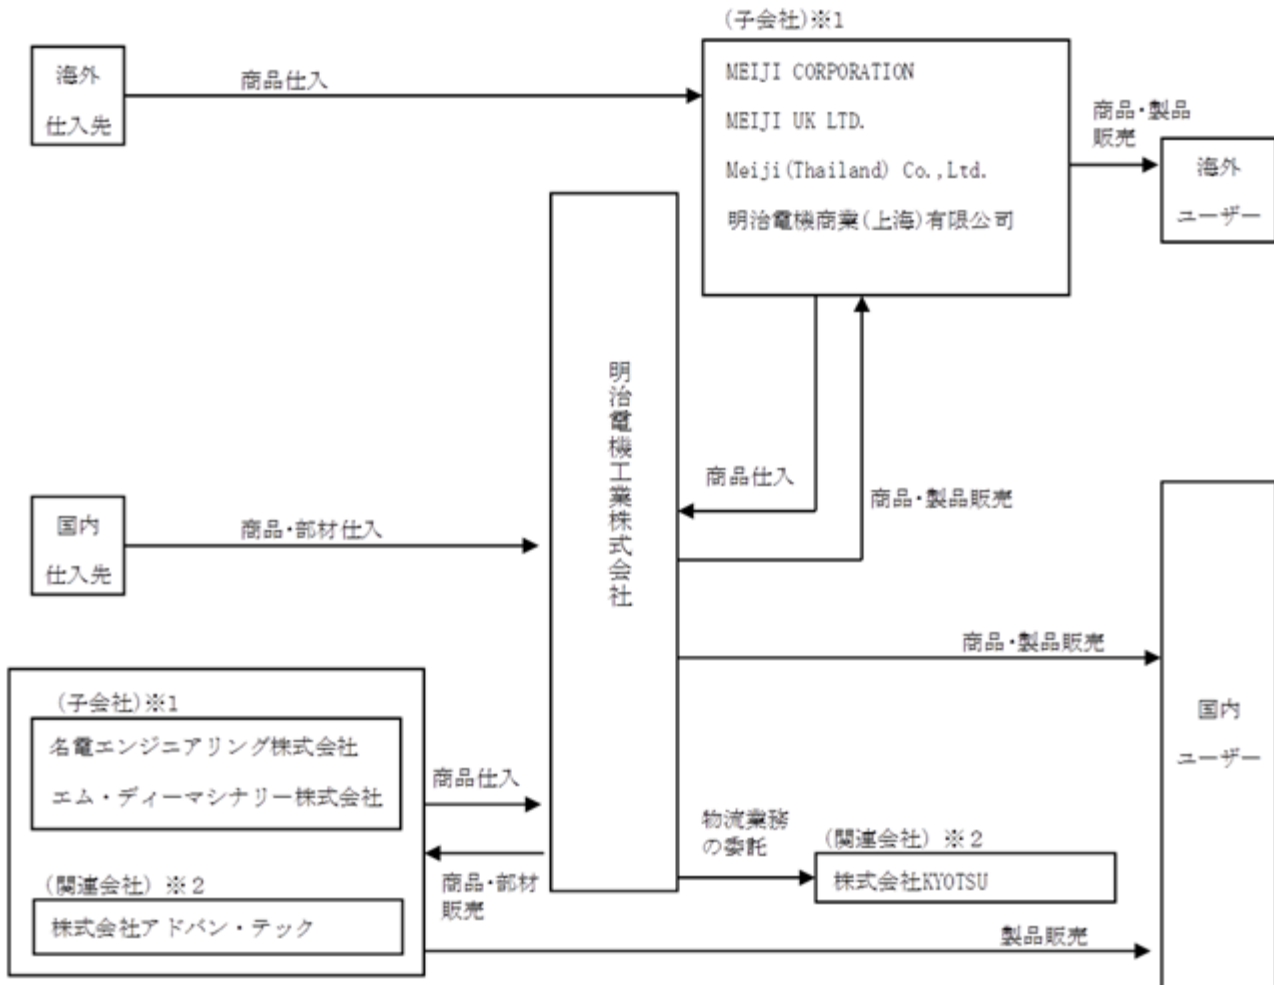 (子会社)※1
海外
仕入先
商品仕入
MEIJI CORPORATION
MEIJI UK LTD.
Meiji(Thailand) Co.,Ltd.
明治電機商業(上海)有限公司
商品・製品
販売
海外
ユーザー
明治電機工業株式会社
商品仕入
商品・製品販売
国内
仕入先
商品・部材仕入
商品・製品販売
国内
ユーザー
(子会社)※1
名電エンジニアリング株式会社
エム・ディーマシナリー株式会社
商品仕入
商品・部材
販売
(関連会社) ※2
株式会社アドバン・テック
物流業務
の委託
(関連会社) ※2
株式会社KYOTSU
製品販売